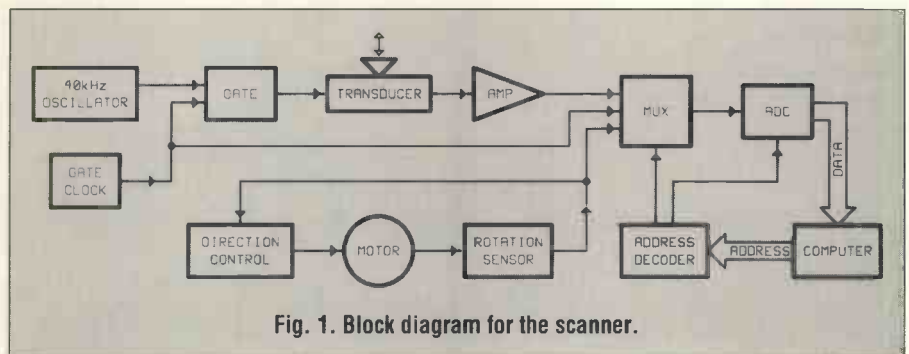 40kHz
OSCILLATOR
GATE
TRANSDUCER
AMP
MUX
ADC
DATA
GATE
CLOCK
DIRECTION
CONTROL
MOTOR
ROTATION
SENSOR
ADDRESS
DECODER
ADDRESS
COMPUTER
Fig. 1. Block diagram for the scanner.